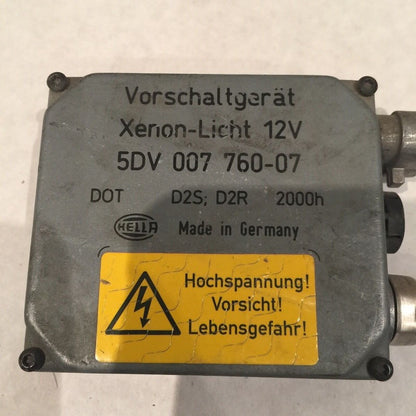 Vorschaltgerät
Xenon-Licht 12V
5DV 007 760-07
DOT D2S; D2R 2000h
HELLA Made in Germany
Hochspannung!
Vorsicht!
Lebensgefahr!